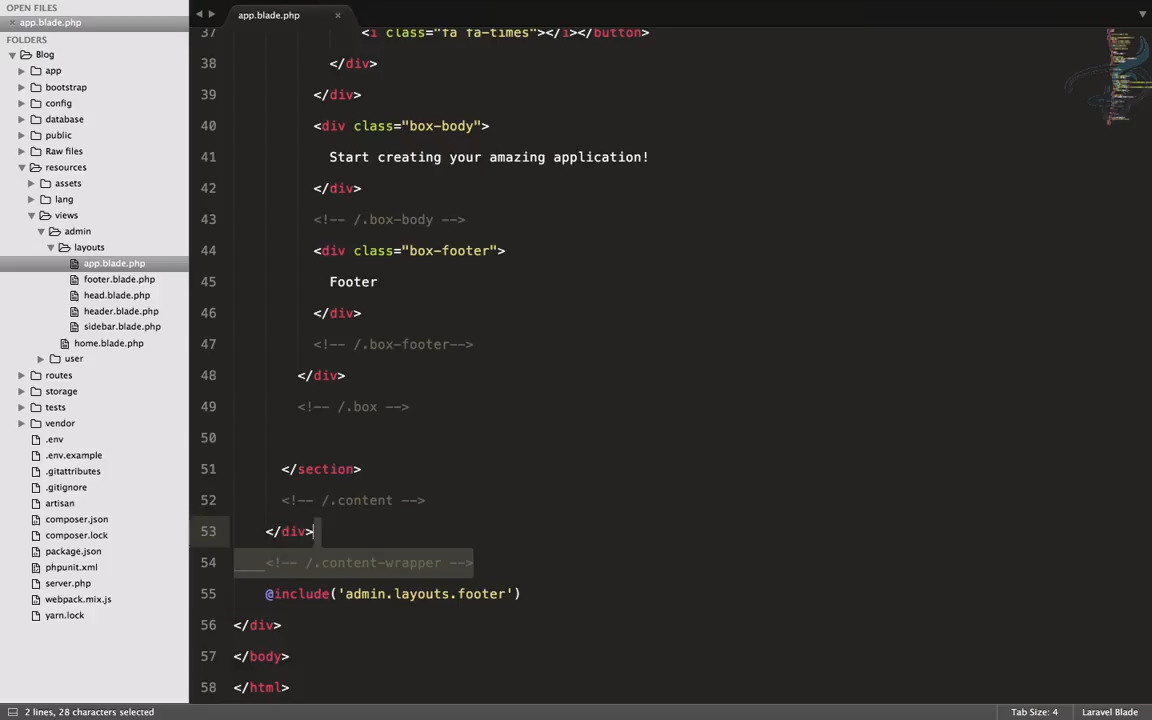 OPEN FILES
× app.blade.php
FOLDERS
Blog
app
bootstrap
config
database
public
Raw files
resources
assets
lang
views
admin
layouts
app.blade.php
footer.blade.php
head.blade.php
header.blade.php
sidebar.blade.php
home.blade.php
user
routes
storage
tests
vendor
.env
.env.example
.gitattributes
.gitignore
artisan
composer.json
composer.lock
package.json
phpunit.xml
server.php
webpack.mix.js
yarn.lock
app.blade.php ×
37 <i class="fa fa-times"></i></button>
38 </div>
39 </div>
40 <div class="box-body">
41 Start creating your amazing application!
42 </div>
43 <!-- /.box-body -->
44 <div class="box-footer">
45 Footer
46 </div>
47 <!-- /.box-footer-->
48 </div>
49 <!-- /.box -->
50
51 </section>
52 <!-- /.content -->
53 </div>
54 <!-- /.content-wrapper -->
55 @include('admin.layouts.footer')
56 </div>
57 </body>
58 </html>
2 lines, 28 characters selected
Tab Size: 4
Laravel Blade